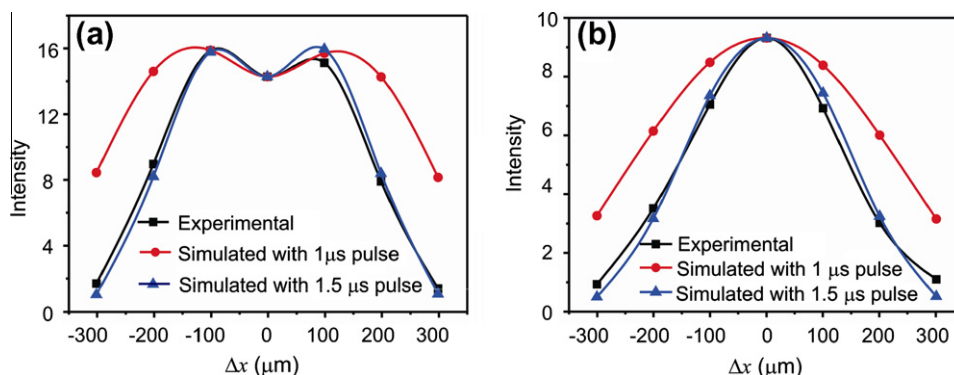 (a)
Intensity
16
12
8
4
0
Experimental
Simulated with 1μs pulse
Simulated with 1.5 μs pulse
-300 -200 -100 0 100 200 300
Δx (μm)
(b)
Intensity
10
8
6
4
2
0
Experimental
Simulated with 1 μs pulse
Simulated with 1.5 μs pulse
-300 -200 -100 0 100 200 300
Δx (μm)